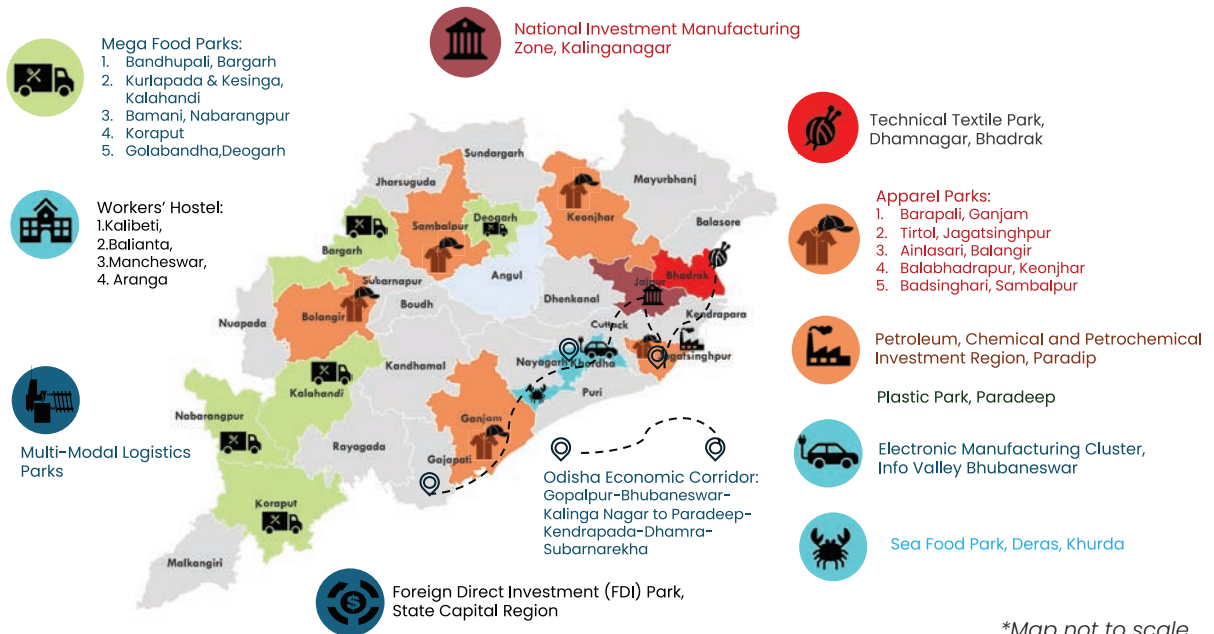 National Investment Manufacturing
Zone, Kalinganagar
Mega Food Parks:
1. Bandhupali, Bargarh
2. Kurlapada & Kesinga,
Kalahandi
3. Bamani, Nabarangpur
4. Koraput
5. Golabandha,Deogarh
Workers' Hostel:
1.Kalibeti,
2.Balianta,
3.Mancheswar,
4. Aranga
Multi-Modal Logistics
Parks
Sundargarh
Jharsuguda
Mayurbhanj
Sambalpur
Deogarh
Keonjhar
Balasore
Bargarh
Angul
Jajpur
Bhadrak
Subarnapur
Boudh
Dhenkanal
Kendrapara
Nuapada
Bolangir
Cuttack
Nayagarh
Khordha
Jagatsinghpur
Kandhamal
Kalahandi
Puri
Nabarangpur
Rayagada
Ganjam
Gajapati
Koraput
Malkangiri
Odisha Economic Corridor:
Gopalpur-Bhubaneswar-
Kalinga Nagar to Paradeep-
Kendrapada-Dhamra-
Subarnarekha
Foreign Direct Investment (FDI) Park,
State Capital Region
Technical Textile Park,
Dhamnagar, Bhadrak
Apparel Parks:
1. Barapali, Ganjam
2. Tirtol, Jagatsinghpur
3. Ainlasari, Balangir
4. Balabhadrapur, Keonjhar
5. Badsinghari, Sambalpur
Petroleum, Chemical and Petrochemical
Investment Region, Paradip
Plastic Park, Paradeep
Electronic Manufacturing Cluster,
Info Valley Bhubaneswar
Sea Food Park, Deras, Khurda
*Map not to scale